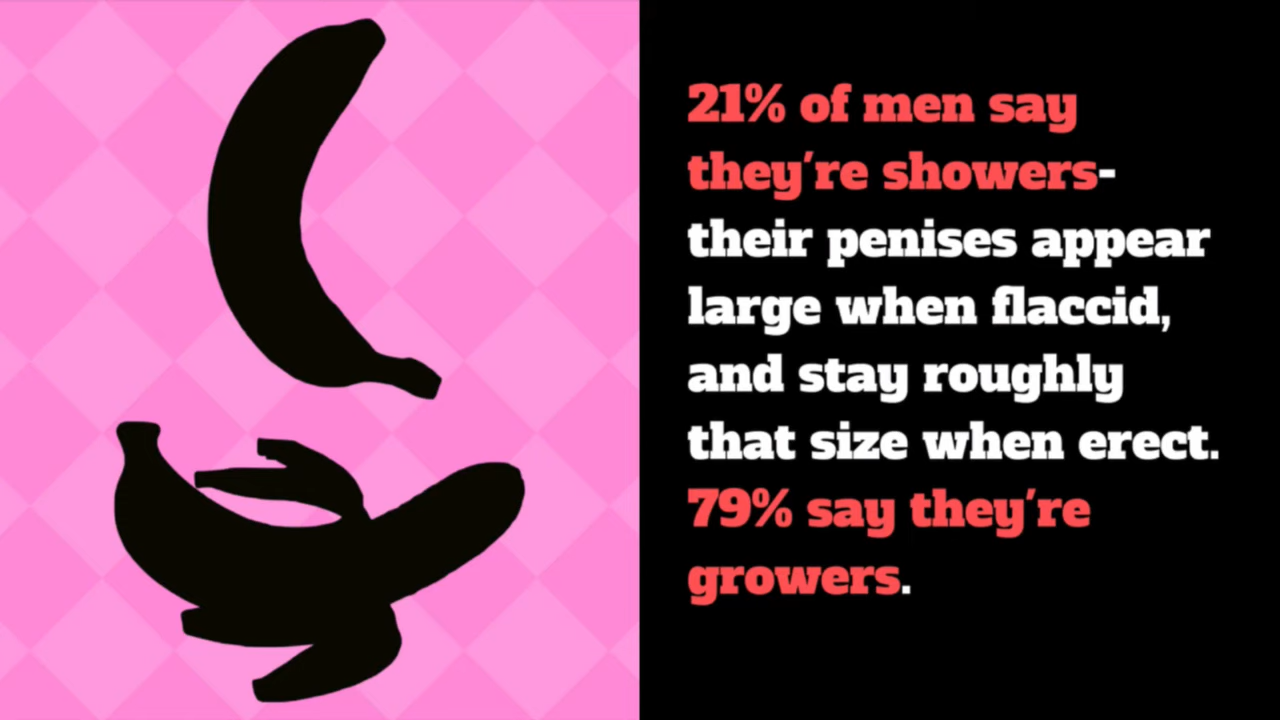 21% of men say
they're showers-
their penises appear
large when flaccid,
and stay roughly
that size when erect.
79% say they're
growers.